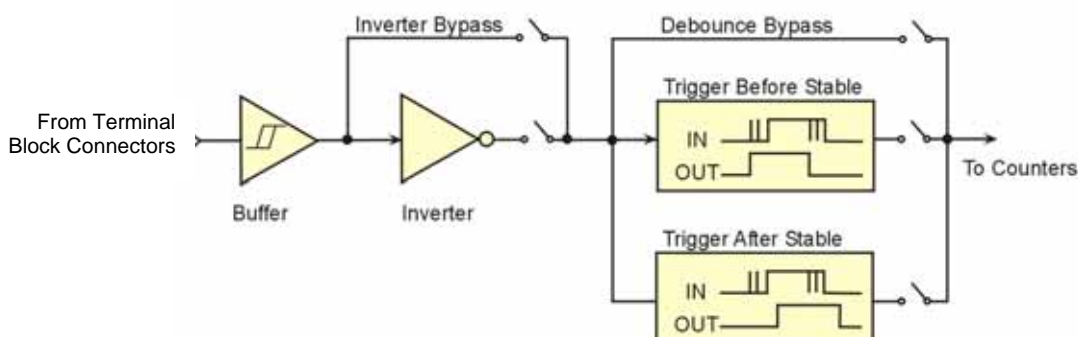 Inverter Bypass
Debounce Bypass
From Terminal
Block Connectors
Buffer
Inverter
Trigger Before Stable
IN
OUT
To Counters
Trigger After Stable
IN
OUT